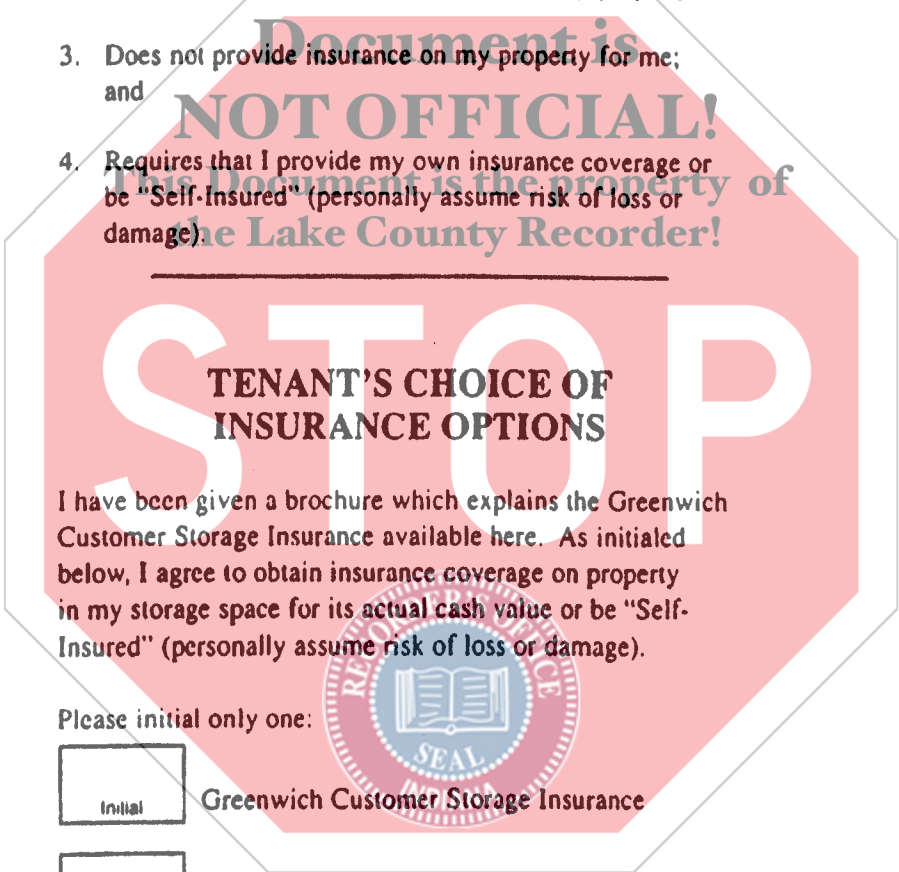 Document is
3. Does not provide insurance on my property for me;
and
NOT OFFICIAL!
4. Requires that I provide my own insurance coverage or
This Document is the property of
be "Self-Insured" (personally assume risk of loss or
damage).
the Lake County Recorder!
STOP
TENANT'S CHOICE OF
INSURANCE OPTIONS
I have been given a brochure which explains the Greenwich
Customer Storage Insurance available here. As initialed
below, I agree to obtain insurance coverage on property
in my storage space for its actual cash value or be "Self-
Insured" (personally assume risk of loss or damage).
RECORDER'S OFFICE
SEAL
INDIANA
Please initial only one:
Initial
Greenwich Customer Storage Insurance